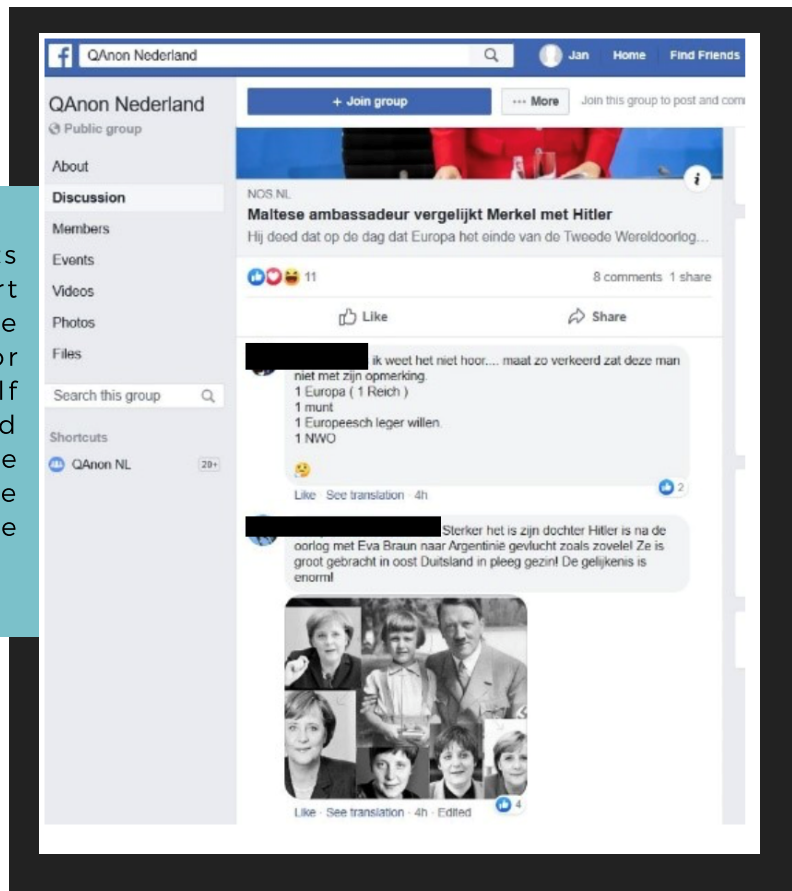 QAnon Nederland
Jan Home Find Friends
QAnon Nederland
Public group
About
Discussion
Members
Events
Videos
Photos
Files
Search this group
Shortcuts
QAnon NL 20+
+ Join group
More Join this group to post and
NOS.NL
Maltese ambassadeur vergelijkt Merkel met Hitler
Hij deed dat op de dag dat Europa het einde van de Tweede Wereldoorlog...
11 8 comments 1 share
Like Share
ik weet het niet hoor.... maat zo verkeerd zat deze man
niet met zijn opmerking.
1 Europa ( 1 Reich )
1 munt
1 Europeesch leger willen.
1 NWO
Like · See translation · 4h
2
Sterker het is zijn dochter Hitler is na de
oorlog met Eva Braun naar Argentinië gevlucht zoals zovele! Ze is
groot gebracht in oost Duitsland in pleeg gezin! De gelijkenis is
enorm!
Like · See translation · 4h · Edited
4